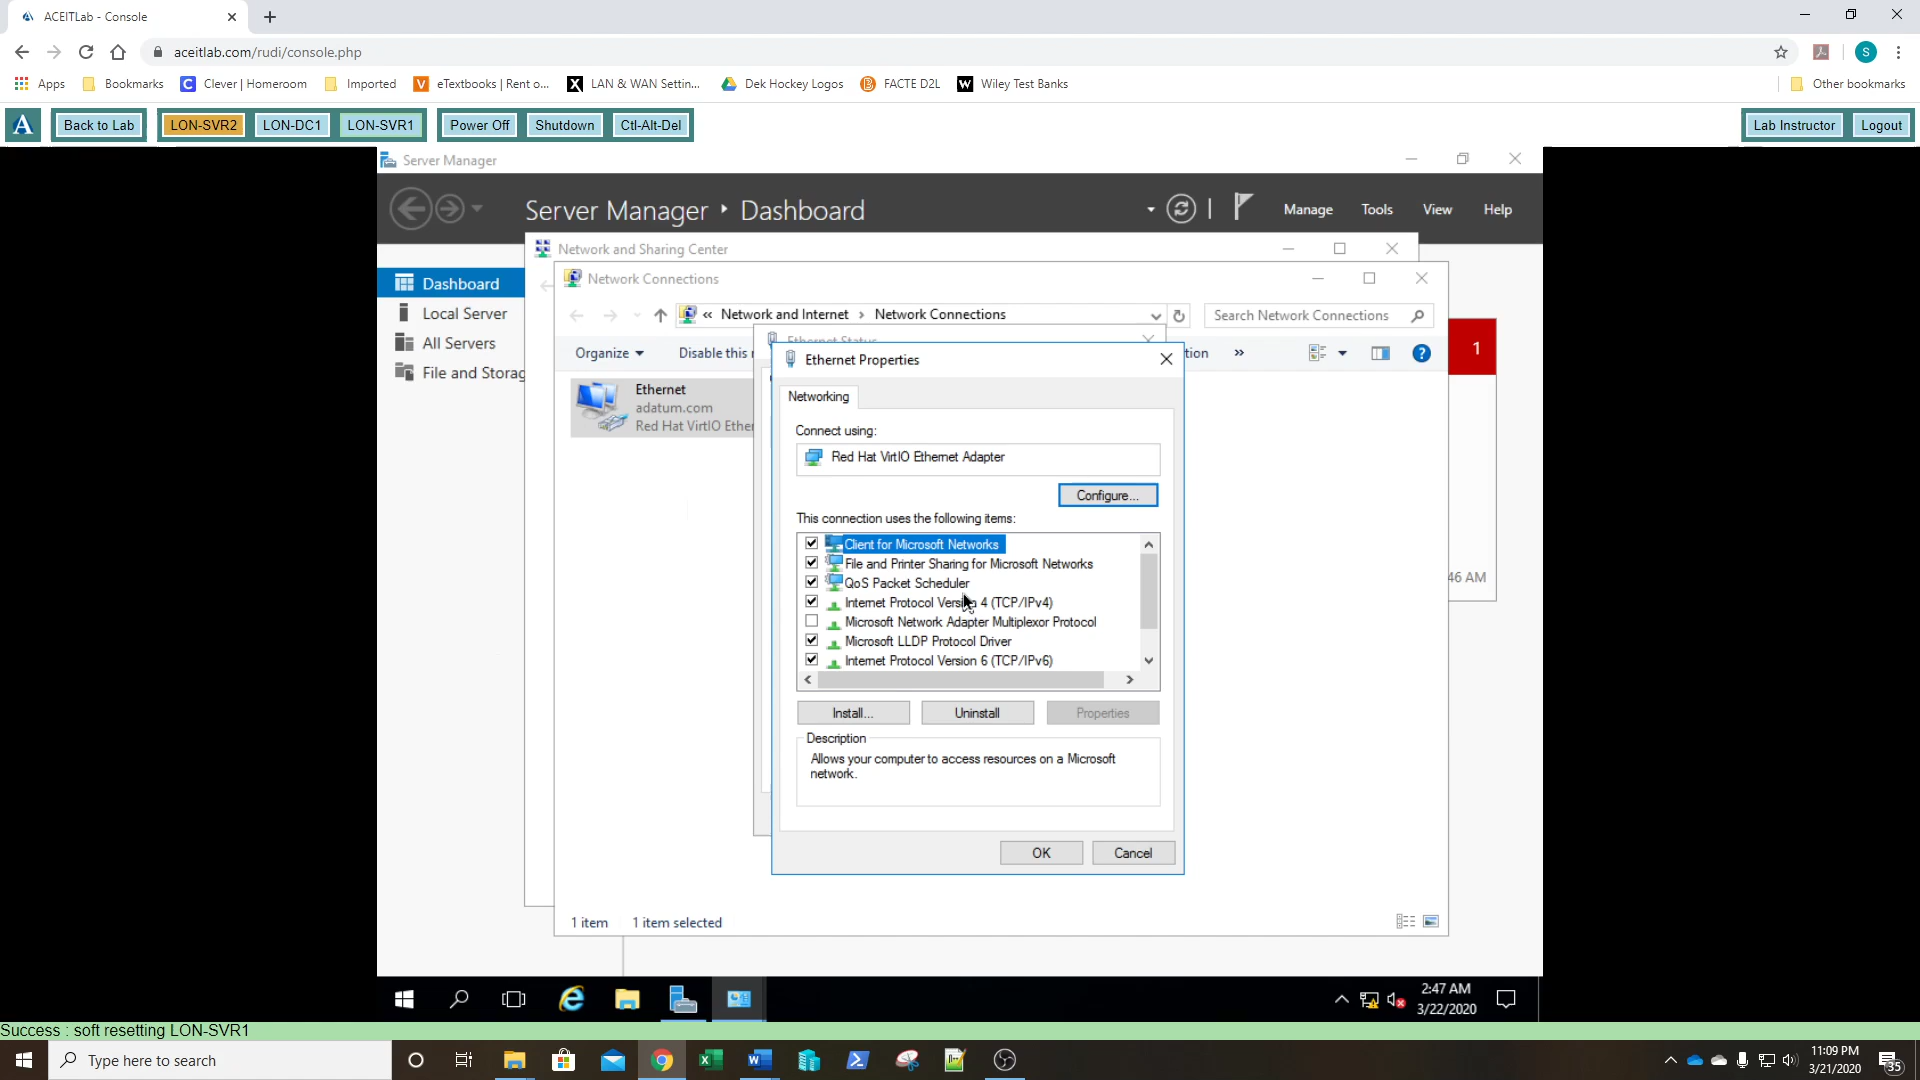 ACEITLab - Console
aceitlab.com/rudi/console.php
S
Apps
Bookmarks
Clever | Homeroom
Imported
eTextbooks | Rent o...
LAN & WAN Settin...
Dek Hockey Logos
FACTE D2L
Wiley Test Banks
Other bookmarks
Back to Lab
LON-SVR2
LON-DC1
LON-SVR1
Power Off
Shutdown
Ctl-Alt-Del
Lab Instructor
Logout
Server Manager
Server Manager ‣ Dashboard
Manage
Tools
View
Help
Network and Sharing Center
Network Connections
Dashboard
Local Server
All Servers
File and Storag
« Network and Internet › Network Connections
Search Network Connections
Ethernet Status
Organize
Disable this
tion
»
1
Ethernet
adatum.com
Red Hat VirtIO Ether
Ethernet Properties
Networking
Connect using:
Red Hat VirtIO Ethernet Adapter
Configure...
This connection uses the following items:
Client for Microsoft Networks
File and Printer Sharing for Microsoft Networks
QoS Packet Scheduler
Internet Protocol Version 4 (TCP/IPv4)
Microsoft Network Adapter Multiplexor Protocol
Microsoft LLDP Protocol Driver
Internet Protocol Version 6 (TCP/IPv6)
46 AM
Install...
Uninstall
Properties
Description
Allows your computer to access resources on a Microsoft
network.
OK
Cancel
1 item
1 item selected
2:47 AM
3/22/2020
Success : soft resetting LON-SVR1
Type here to search
11:09 PM
3/21/2020
35